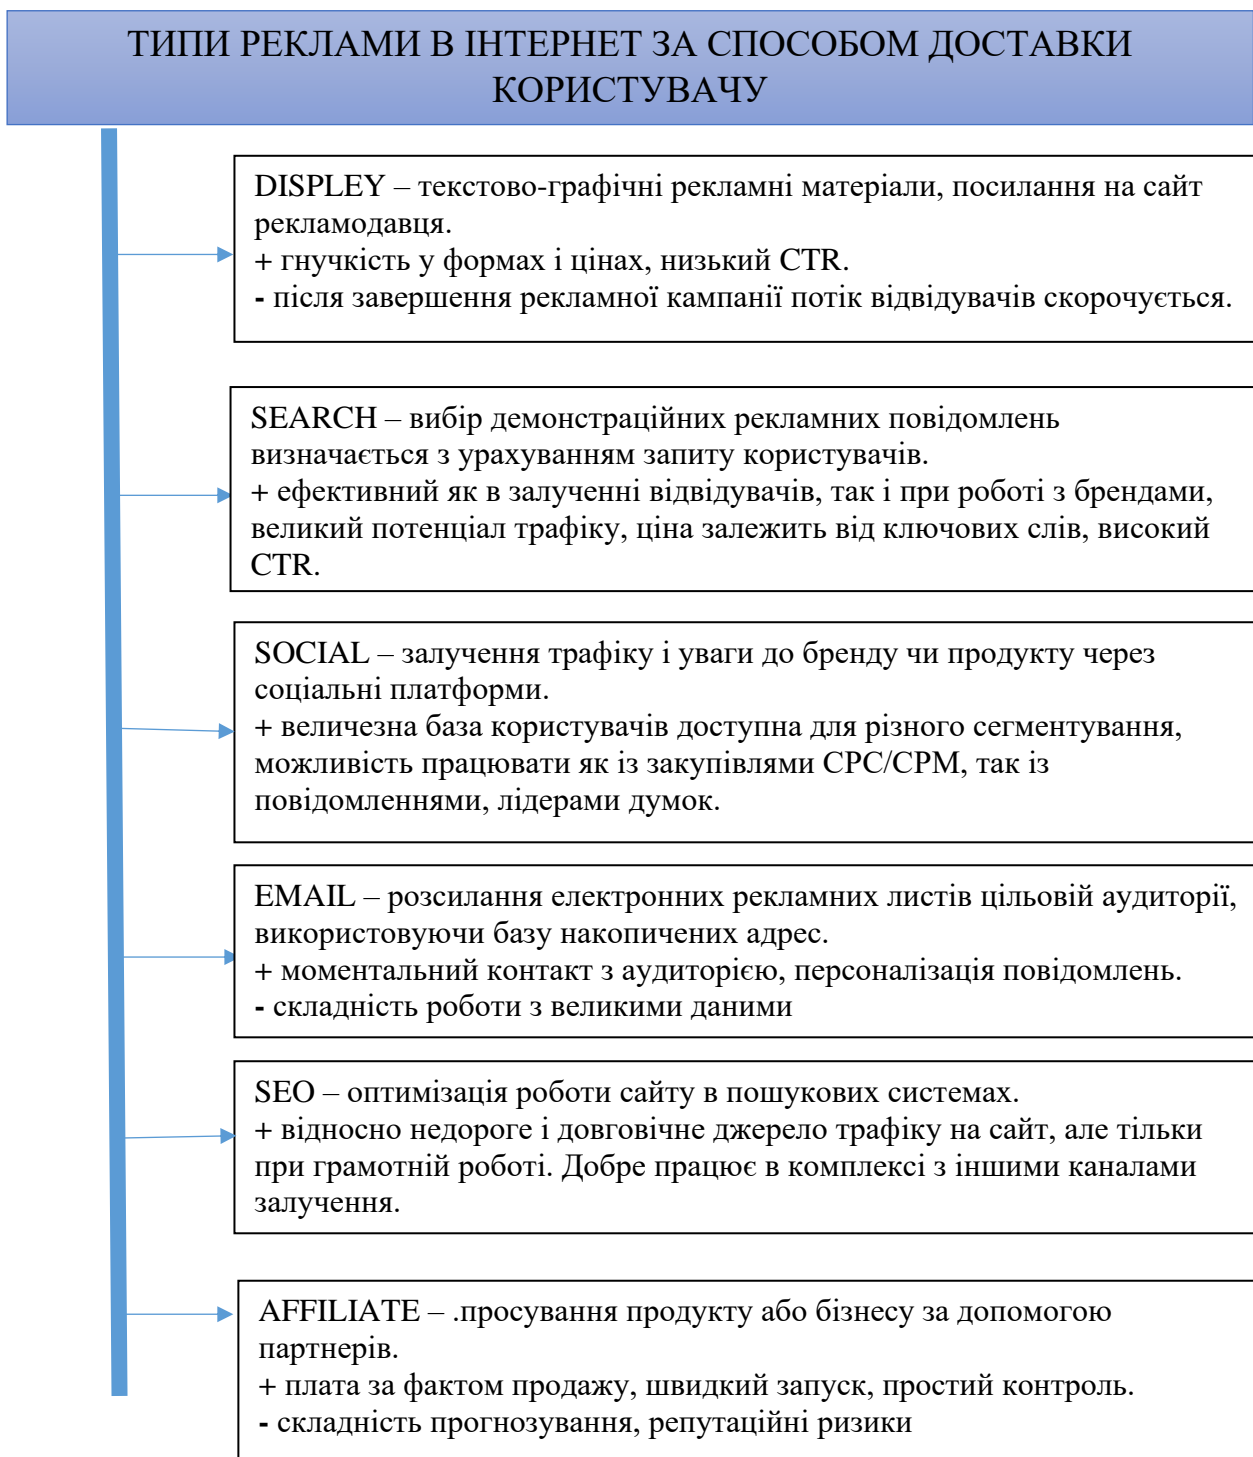 ТИПИ РЕКЛАМИ В ІНТЕРНЕТ ЗА СПОСОБОМ ДОСТАВКИ
КОРИСТУВАЧУ
DISPLEY – текстово-графічні рекламні матеріали, посилання на сайт
рекламодавця.
+ гнучкість у формах і цінах, низький CTR.
- після завершення рекламної кампанії потік відвідувачів скорочується.
SEARCH – вибір демонстраційних рекламних повідомлень
визначається з урахуванням запиту користувачів.
+ ефективний як в залученні відвідувачів, так і при роботі з брендами,
великий потенціал трафіку, ціна залежить від ключових слів, високий
CTR.
SOCIAL – залучення трафіку і уваги до бренду чи продукту через
соціальні платформи.
+ величезна база користувачів доступна для різного сегментування,
можливість працювати як із закупівлями CPC/CPM, так із
повідомленнями, лідерами думок.
EMAIL – розсилання електронних рекламних листів цільовій аудиторії,
використовуючи базу накопичених адрес.
+ моментальний контакт з аудиторією, персоналізація повідомлень.
- складність роботи з великими даними
SEO – оптимізація роботи сайту в пошукових системах.
+ відносно недороге і довговічне джерело трафіку на сайт, але тільки
при грамотній роботі. Добре працює в комплексі з іншими каналами
залучення.
AFFILIATE – .просування продукту або бізнесу за допомогою
партнерів.
+ плата за фактом продажу, швидкий запуск, простий контроль.
- складність прогнозування, репутаційні ризики